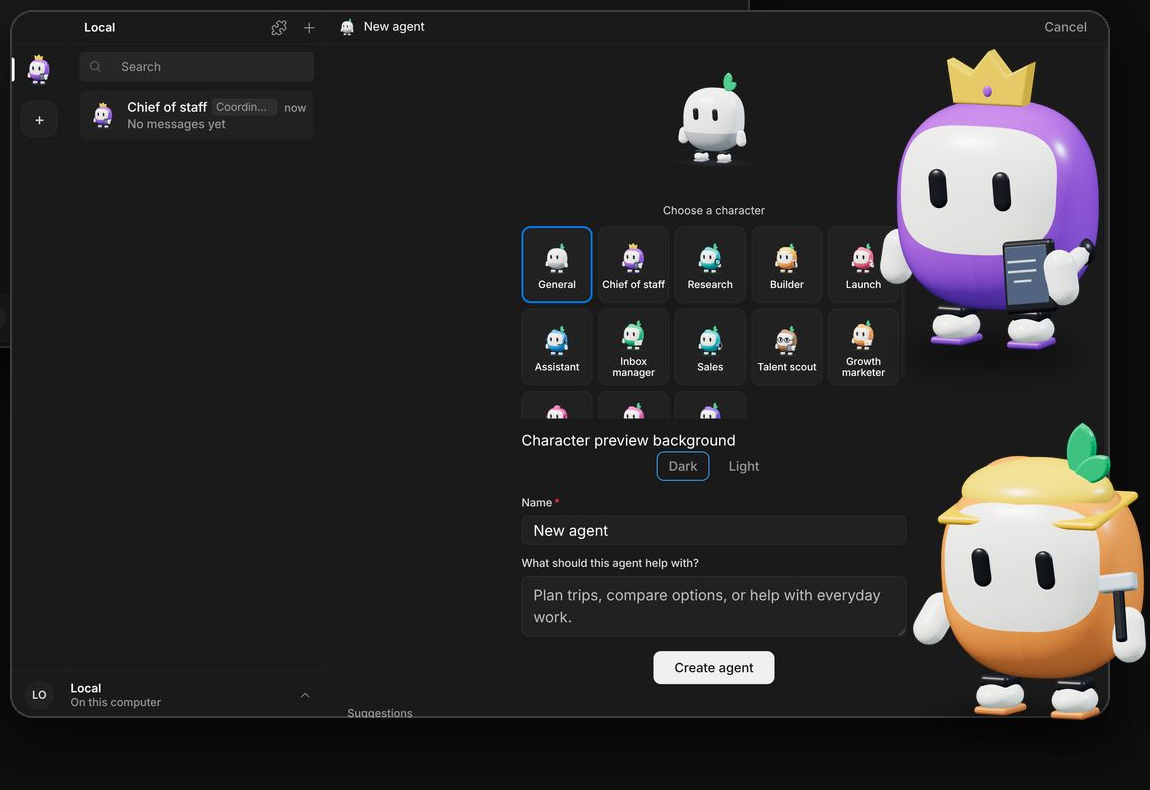 Local
New agent
Cancel
Search
Chief of staff
Coordin...
now
No messages yet
+
Choose a character
General
Chief of staff
Research
Builder
Launch
Assistant
Inbox
manager
Sales
Talent scout
Growth
marketer
Character preview background
Dark
Light
Name *
New agent
What should this agent help with?
Plan trips, compare options, or help with everyday
work.
Create agent
LO
Local
On this computer
Suggestions